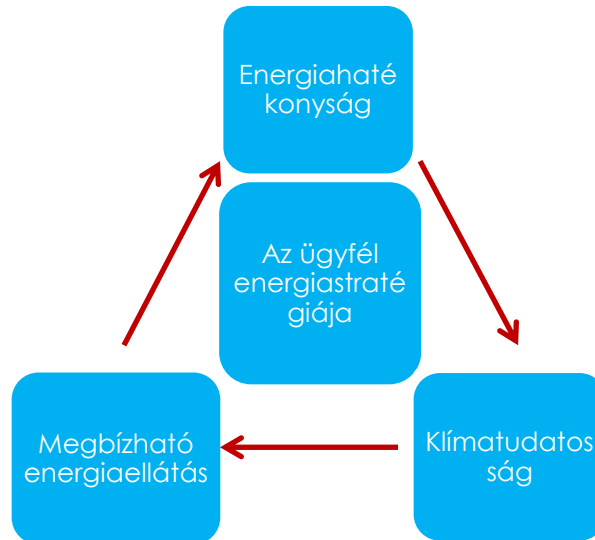 Energiahaté
konyság
Az ügyfél
energiastraté
giája
Megbízható
energiaellátás
Klímatudatos
ság